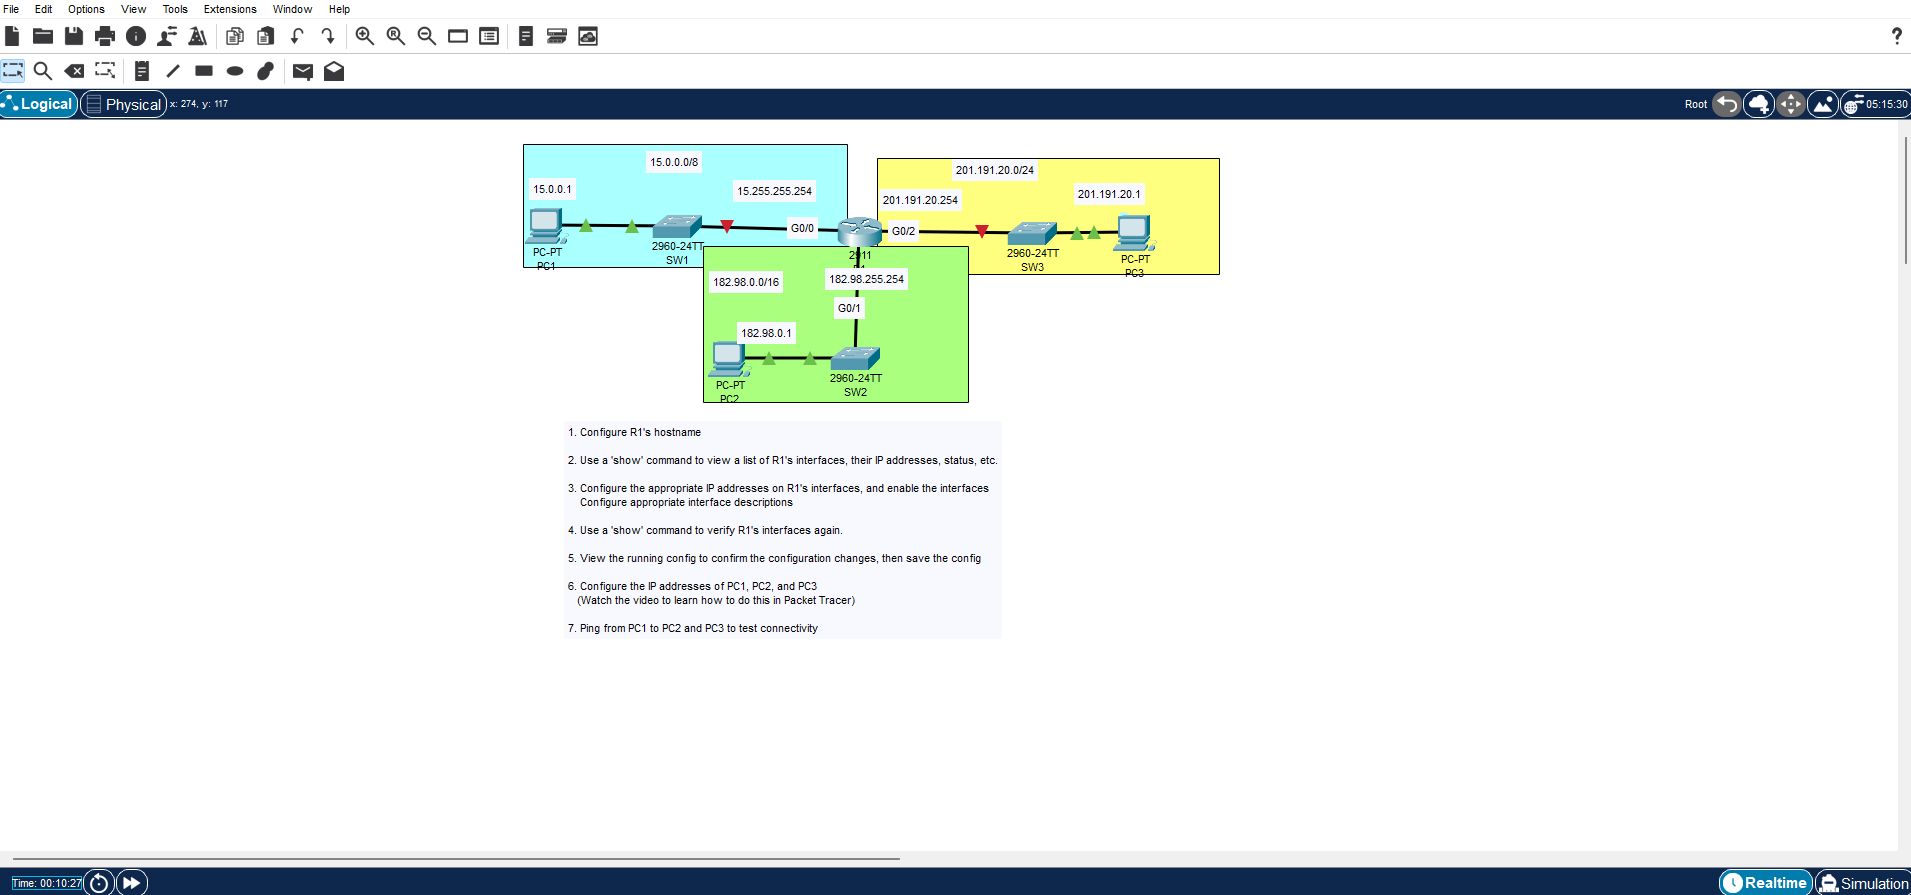 File Edit Options View Tools Extensions Window Help
?
Logical Physical x: 274, y: 117 Root 05:15:30
15.0.0.0/8
15.0.0.1
15.255.255.254
G0/0
PC-PT
PC1
2960-24TT
SW1
201.191.20.0/24
201.191.20.254
201.191.20.1
G0/2
2960-24TT
SW3
PC-PT
PC3
2911
182.98.0.0/16
182.98.255.254
G0/1
182.98.0.1
PC-PT
PC2
2960-24TT
SW2
1. Configure R1's hostname
2. Use a 'show' command to view a list of R1's interfaces, their IP addresses, status, etc.
3. Configure the appropriate IP addresses on R1's interfaces, and enable the interfaces
Configure appropriate interface descriptions
4. Use a 'show' command to verify R1's interfaces again.
5. View the running config to confirm the configuration changes, then save the config
6. Configure the IP addresses of PC1, PC2, and PC3
(Watch the video to learn how to do this in Packet Tracer)
7. Ping from PC1 to PC2 and PC3 to test connectivity
Time: 00:10:27 Realtime Simulation